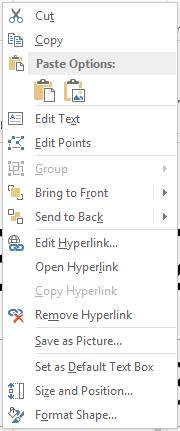 Cut
Copy
Paste Options:
Edit Text
Edit Points
Group
Bring to Front
Send to Back
Edit Hyperlink...
Open Hyperlink
Copy Hyperlink
Remove Hyperlink
Save as Picture...
Set as Default Text Box
Size and Position...
Format Shape...